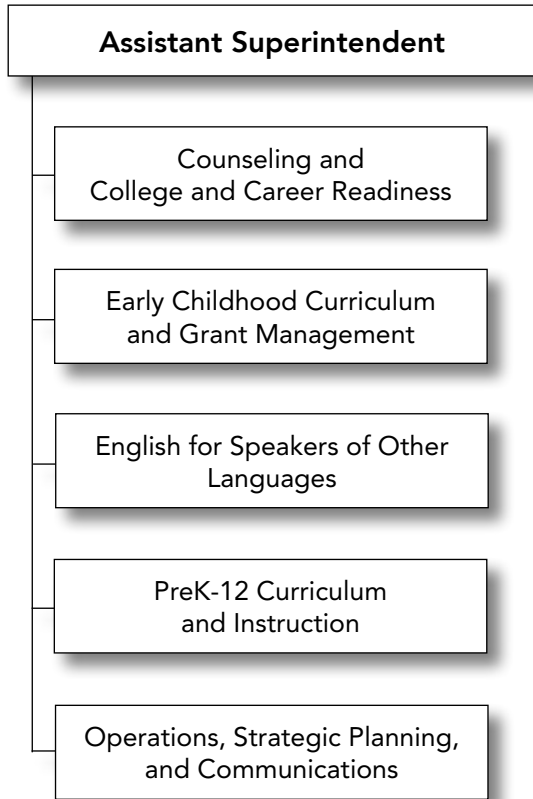 Assistant Superintendent
Counseling and
College and Career Readiness
Early Childhood Curriculum
and Grant Management
English for Speakers of Other
Languages
PreK-12 Curriculum
and Instruction
Operations, Strategic Planning,
and Communications